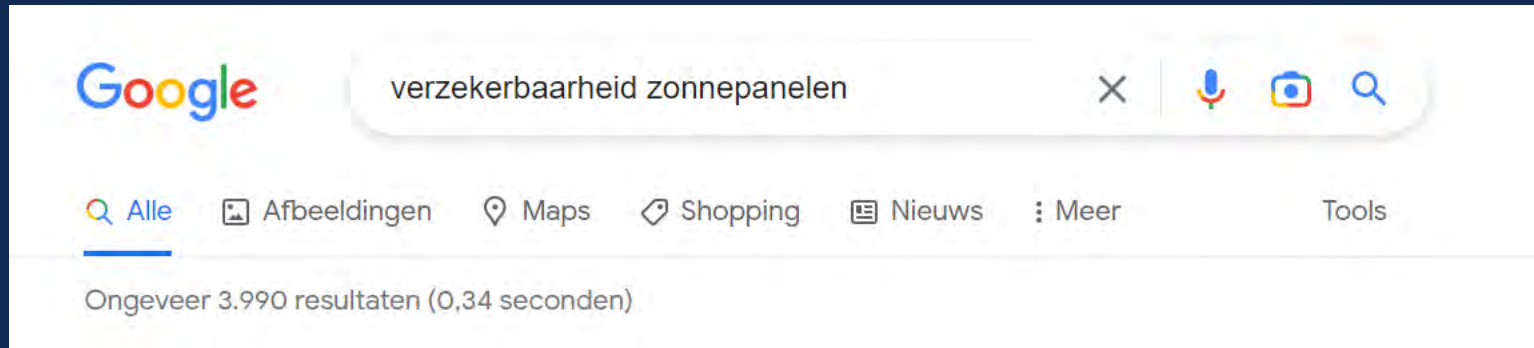 Google verzekerbaarheid zonnepanelen
Alle Afbeeldingen Maps Shopping Nieuws Meer Tools
Ongeveer 3.990 resultaten (0,34 seconden)